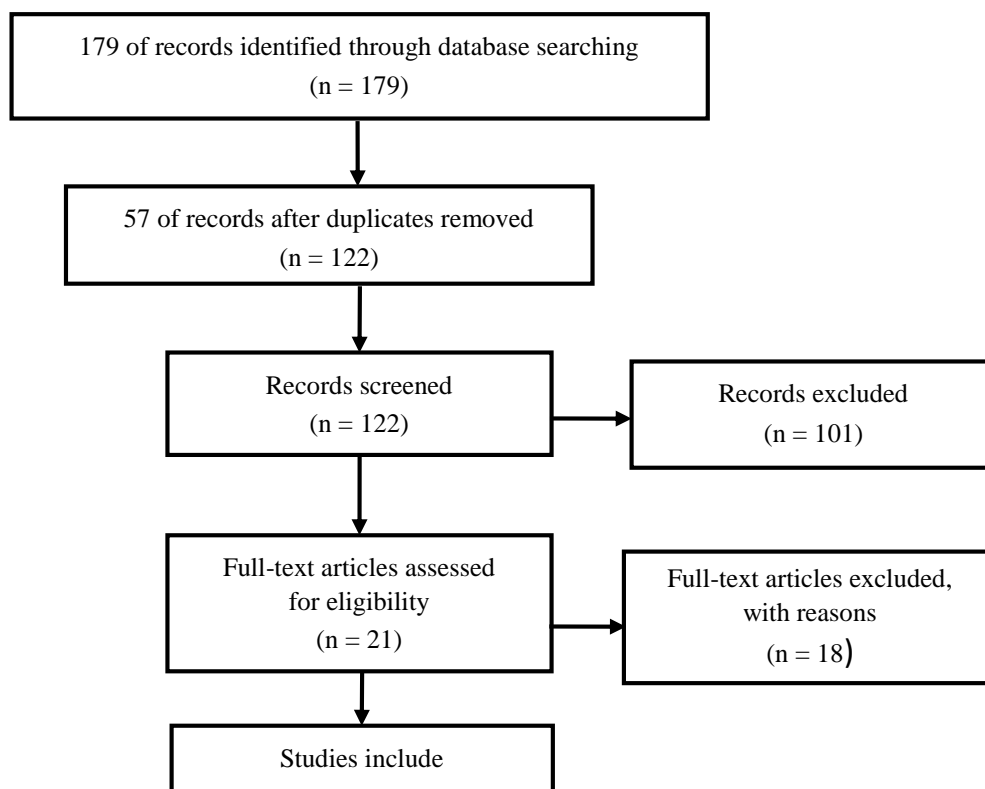 179 of records identified through database searching
(n = 179)
57 of records after duplicates removed
(n = 122)
Records screened
(n = 122)
Records excluded
(n = 101)
Full-text articles assessed
for eligibility
(n = 21)
Full-text articles excluded,
with reasons
(n = 18)
Studies include